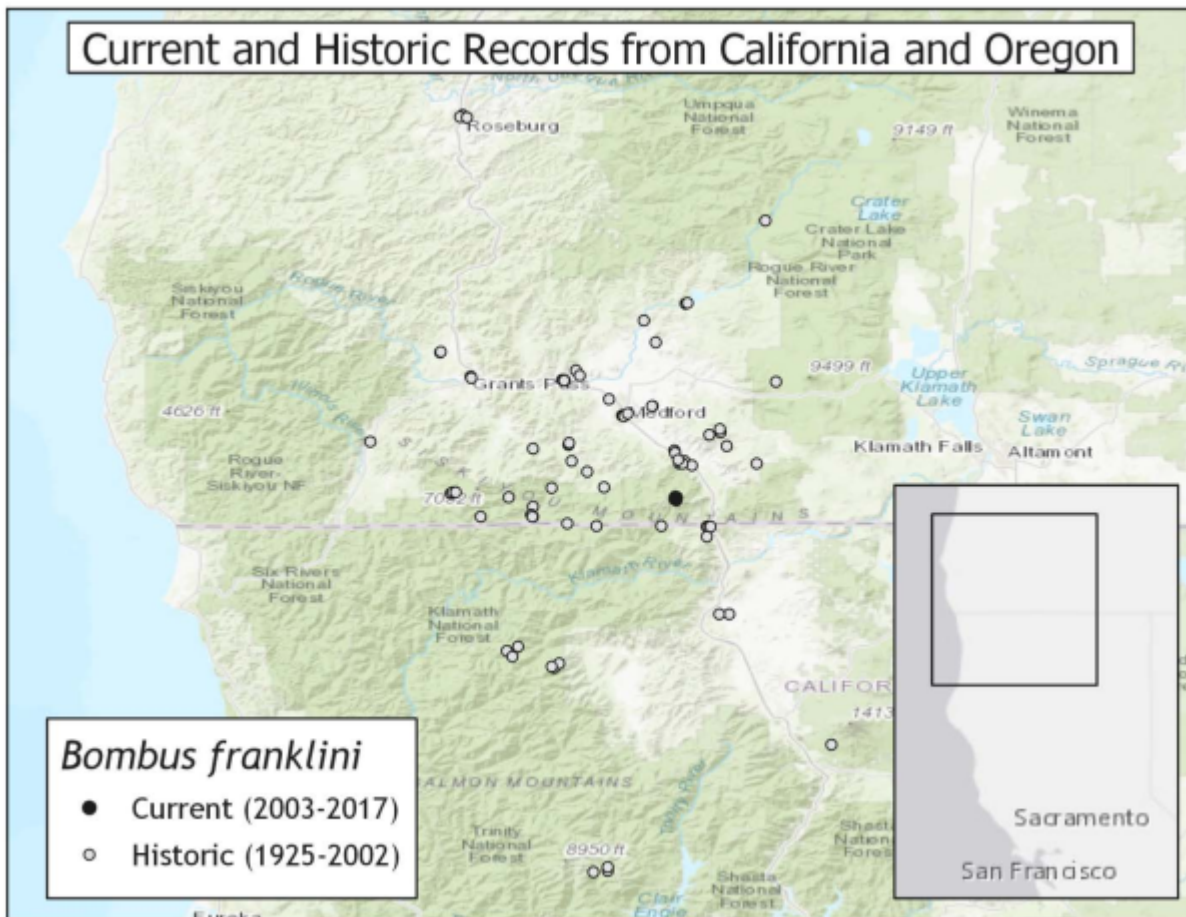 Current and Historic Records from California and Oregon
Roseburg
Umpqua
National
Forest
9149 ft
Winema
National
Forest
Crater
Lake
Crater Lake
National
Park
Rogue River
National
Forest
Siskiyou
National
Forest
Rogue River
9499 ft
Upper
Klamath
Lake
Grants Pass
Medford
4626 ft
Illinois River
Klamath Falls
Swan
Lake
Altamont
Rogue
River-
Siskiyou NF
SISKIYOU MOUNTAINS
Six Rivers
National
Forest
Klamath River
Klamath
National
Forest
CALIFOR
Bombus franklini
Current (2003-2017)
Historic (1925-2002)
Trinity
National
Forest
8950 ft
Shasta
National
Forest
Sacramento
San Francisco